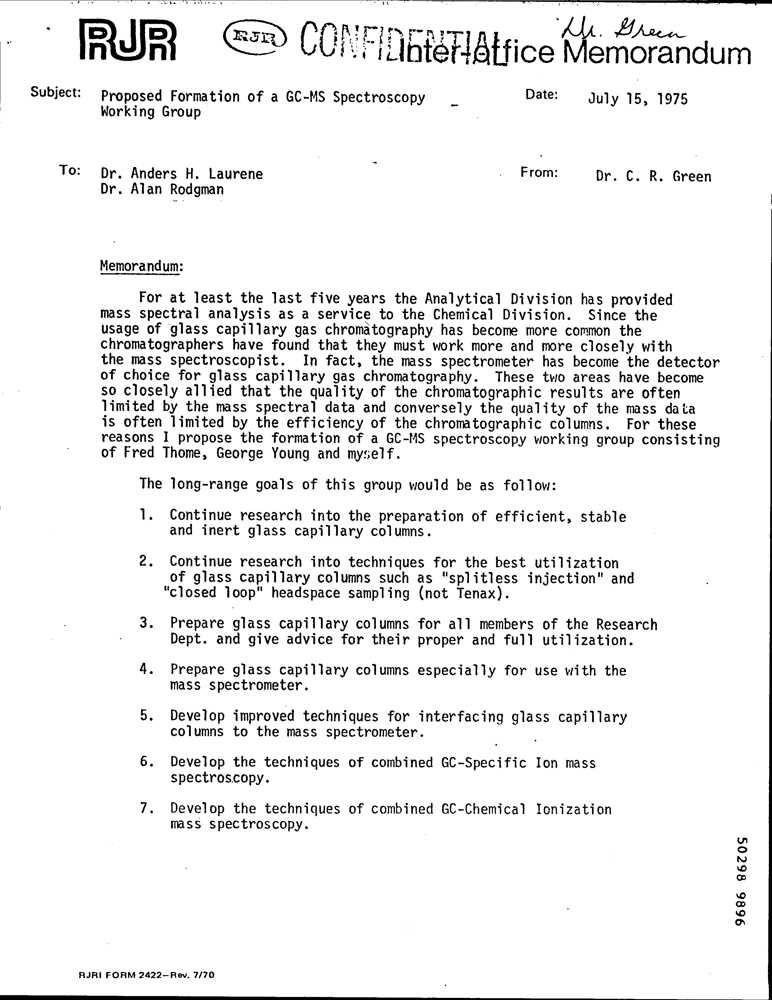 RJR RJR CONFIDENTIAL Interoffice Memorandum
Dr. Green
Subject: Proposed Formation of a GC-MS Spectroscopy Working Group
Date: July 15, 1975
To: Dr. Anders H. Laurene
Dr. Alan Rodgman
From: Dr. C. R. Green
Memorandum:
For at least the last five years the Analytical Division has provided
mass spectral analysis as a service to the Chemical Division. Since the
usage of glass capillary gas chromatography has become more common the
chromatographers have found that they must work more and more closely with
the mass spectroscopist. In fact, the mass spectrometer has become the detector
of choice for glass capillary gas chromatography. These two areas have become
so closely allied that the quality of the chromatographic results are often
limited by the mass spectral data and conversely the quality of the mass data
is often limited by the efficiency of the chromatographic columns. For these
reasons I propose the formation of a GC-MS spectroscopy working group consisting
of Fred Thome, George Young and myself.
The long-range goals of this group would be as follow:
1. Continue research into the preparation of efficient, stable
and inert glass capillary columns.
2. Continue research into techniques for the best utilization
of glass capillary columns such as "splitless injection" and
"closed loop" headspace sampling (not Tenax).
3. Prepare glass capillary columns for all members of the Research
Dept. and give advice for their proper and full utilization.
4. Prepare glass capillary columns especially for use with the
mass spectrometer.
5. Develop improved techniques for interfacing glass capillary
columns to the mass spectrometer.
6. Develop the techniques of combined GC-Specific Ion mass
spectroscopy.
7. Develop the techniques of combined GC-Chemical Ionization
mass spectroscopy.
50298 9896
RJRI FORM 2422—Rev. 7/70